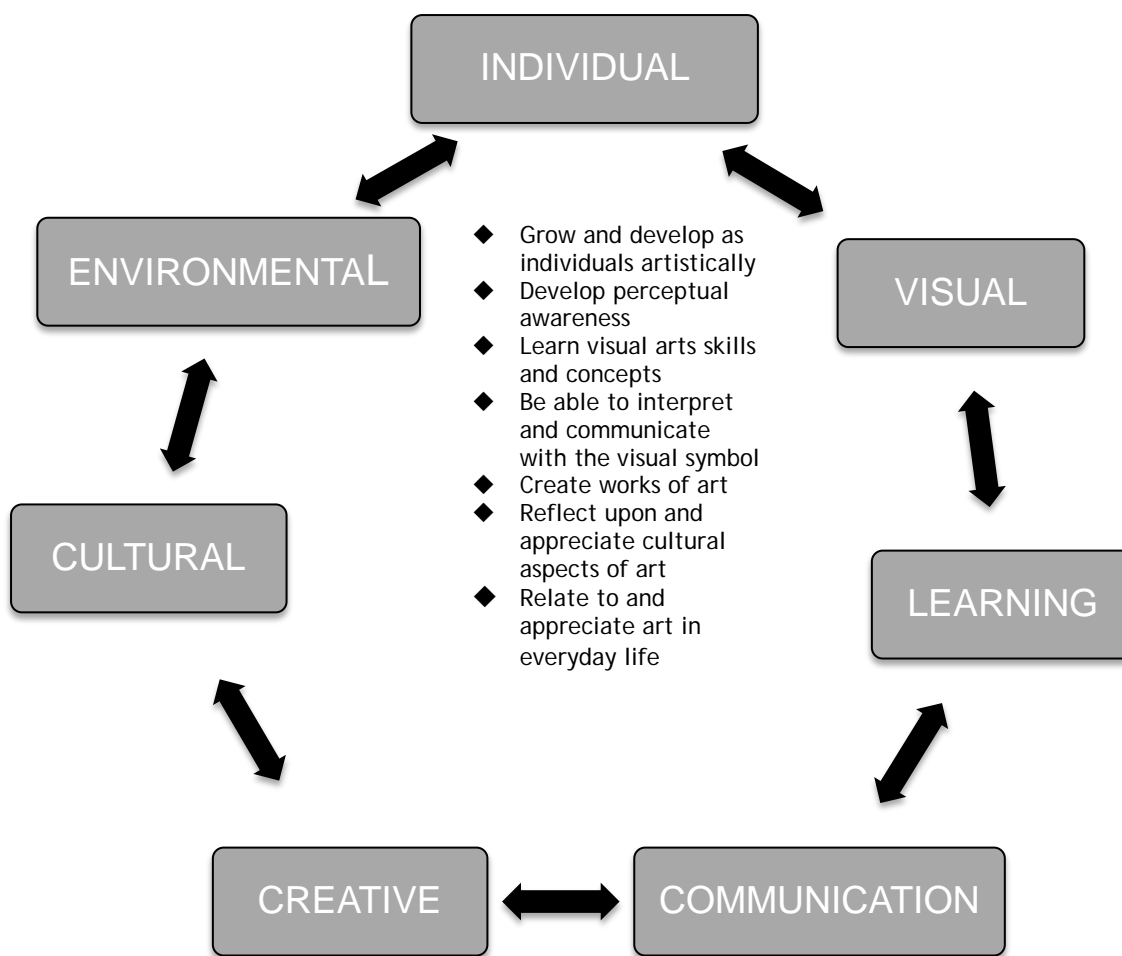 INDIVIDUAL
ENVIRONMENTAL
VISUAL
◆ Grow and develop as
individuals artistically
◆ Develop perceptual
awareness
◆ Learn visual arts skills
and concepts
◆ Be able to interpret
and communicate
with the visual symbol
◆ Create works of art
◆ Reflect upon and
appreciate cultural
aspects of art
◆ Relate to and
appreciate art in
everyday life
CULTURAL
LEARNING
CREATIVE
COMMUNICATION